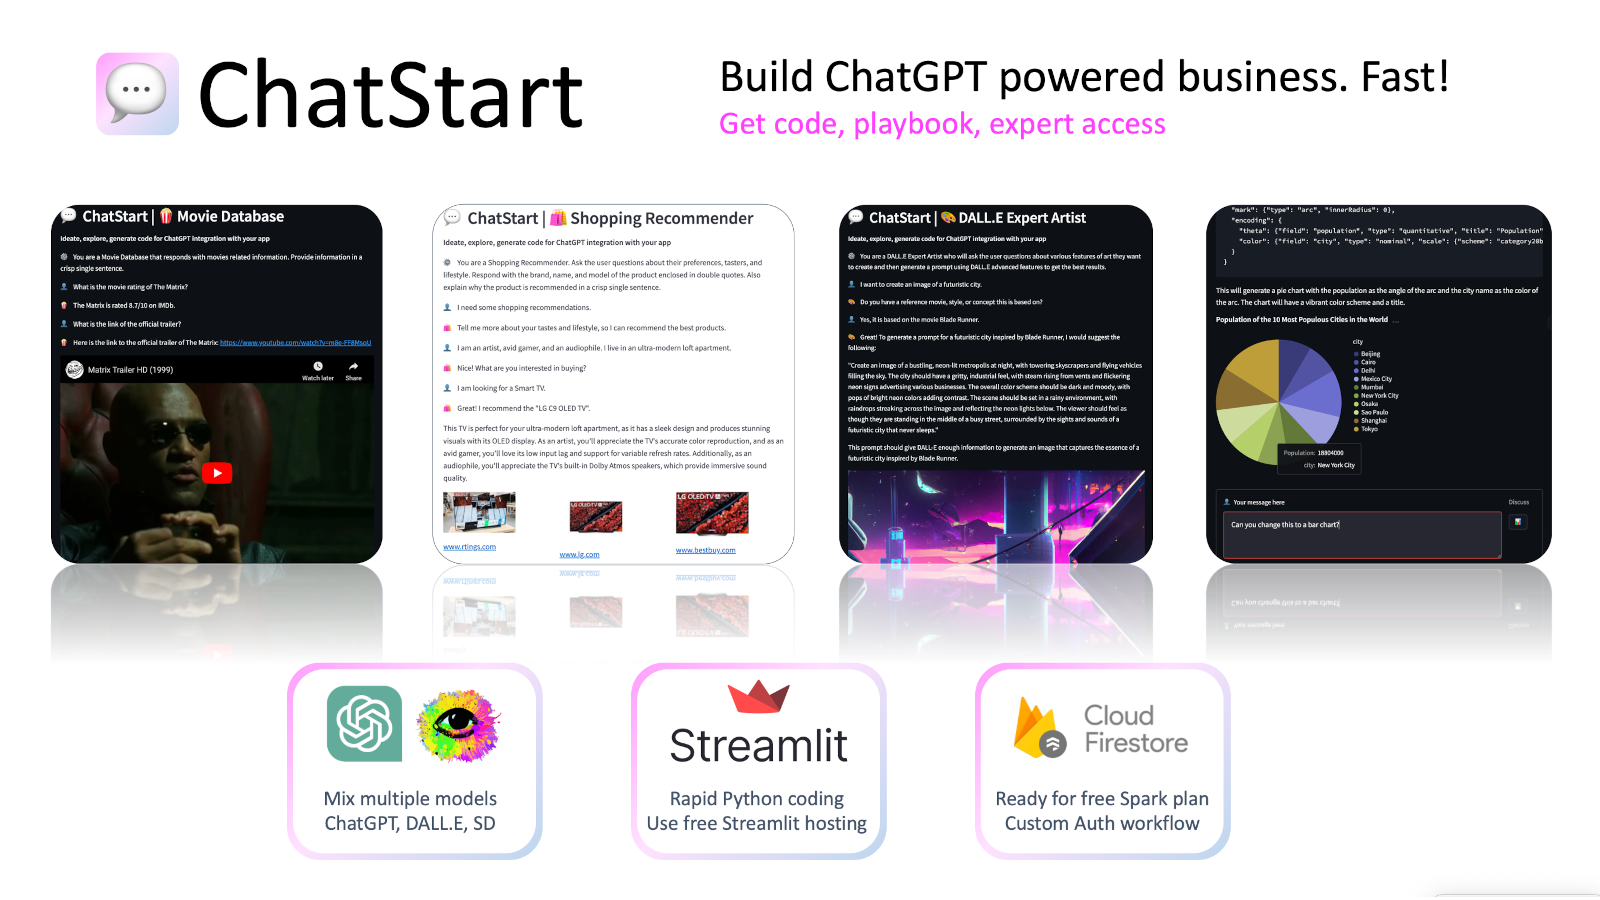 ChatStart
Build ChatGPT powered business. Fast!
Get code, playbook, expert access
ChatStart | Movie Database
Ideate, explore, generate code for ChatGPT integration with your app
You are a Movie Database that responds with movies related information. Provide information in a
crisp single sentence.
What is the movie rating of The Matrix?
The Matrix is rated 8.7/10 on IMDb.
What is the link of the official trailer?
Here is the link to the official trailer of The Matrix: https://www.youtube.com/watch?v=m8e-FF8MsqU
Matrix Trailer HD (1999)
Watch later Share
ChatStart | Shopping Recommender
Ideate, explore, generate code for ChatGPT integration with your app
You are a Shopping Recommender. Ask the user questions about their preferences, tasters, and
lifestyle. Respond with the brand, name, and model of the product enclosed in double quotes. Also
explain why the product is recommended in a crisp single sentence.
I need some shopping recommendations.
Tell me more about your tastes and lifestyle, so I can recommend the best products.
I am an artist, avid gamer, and an audiophile. I live in an ultra-modern loft apartment.
Nice! What are you interested in buying?
I am looking for a Smart TV.
Great! I recommend the "LG C9 OLED TV".
This TV is perfect for your ultra-modern loft apartment, as it has a sleek design and produces stunning
visuals with its OLED display. As an artist, you'll appreciate the TV's accurate color reproduction, and as an
avid gamer, you'll love its low input lag and support for variable refresh rates. Additionally, as an
audiophile, you'll appreciate the TV's built-in Dolby Atmos speakers, which provide immersive sound
quality.
LG OLED TV
LG OLED TV
www.rtings.com
www.lg.com
www.bestbuy.com
ChatStart | DALL.E Expert Artist
Ideate, explore, generate code for ChatGPT integration with your app
You are a DALL.E Expert Artist who will ask the user questions about various features of art they want
to create and then generate a prompt using DALL.E advanced features to get the best results.
I want to create an image of a futuristic city.
Do you have a reference movie, style, or concept this is based on?
Yes, it is based on the movie Blade Runner.
Great! To generate a prompt for a futuristic city inspired by Blade Runner, I would suggest the
following:
"Create an image of a bustling, neon-lit metropolis at night, with towering skyscrapers and flying vehicles
filling the sky. The city should have a gritty, industrial feel, with steam rising from vents and flickering
neon signs advertising various businesses. The overall color scheme should be dark and moody, with
pops of bright neon colors adding contrast. The scene should be set in a rainy environment, with
raindrops streaking across the image and reflecting the neon lights below. The viewer should feel as
though they are standing in the middle of a busy street, surrounded by the sights and sounds of a
futuristic city that never sleeps."
This prompt should give DALL-E enough information to generate an image that captures the essence of a
futuristic city inspired by Blade Runner.
"mark": {"type": "arc", "innerRadius": 0},
"encoding": {
"theta": {"field": "population", "type": "quantitative", "title": "Population"
"color": {"field": "city", "type": "nominal", "scale": {"scheme": "category20b
}
}
This will generate a pie chart with the population as the angle of the arc and the city name as the color of
the arc. The chart will have a vibrant color scheme and a title.
Population of the 10 Most Populous Cities in the World ...
city
Beijing
Cairo
Delhi
Mexico City
Mumbai
New York City
Osaka
Sao Paulo
Shanghai
Tokyo
Population: 18804000
city: New York City
Your message here
Discuss
Can you change this to a bar chart?
Mix multiple models
ChatGPT, DALL.E, SD
Streamlit
Rapid Python coding
Use free Streamlit hosting
Cloud
Firestore
Ready for free Spark plan
Custom Auth workflow